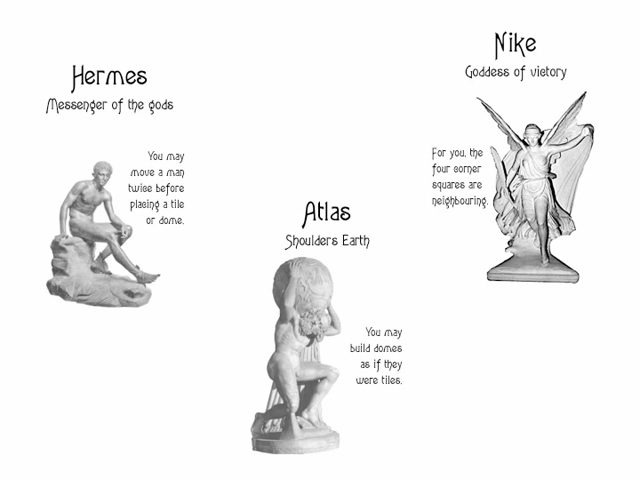 Hermes
Messenger of the gods
You may
move a man
twice before
placing a tile
or dome.
Atlas
Shoulders Earth
You may
build domes
as if they
were tiles.
Nike
Goddess of victory
For you, the
four corner
squares are
neighbouring.